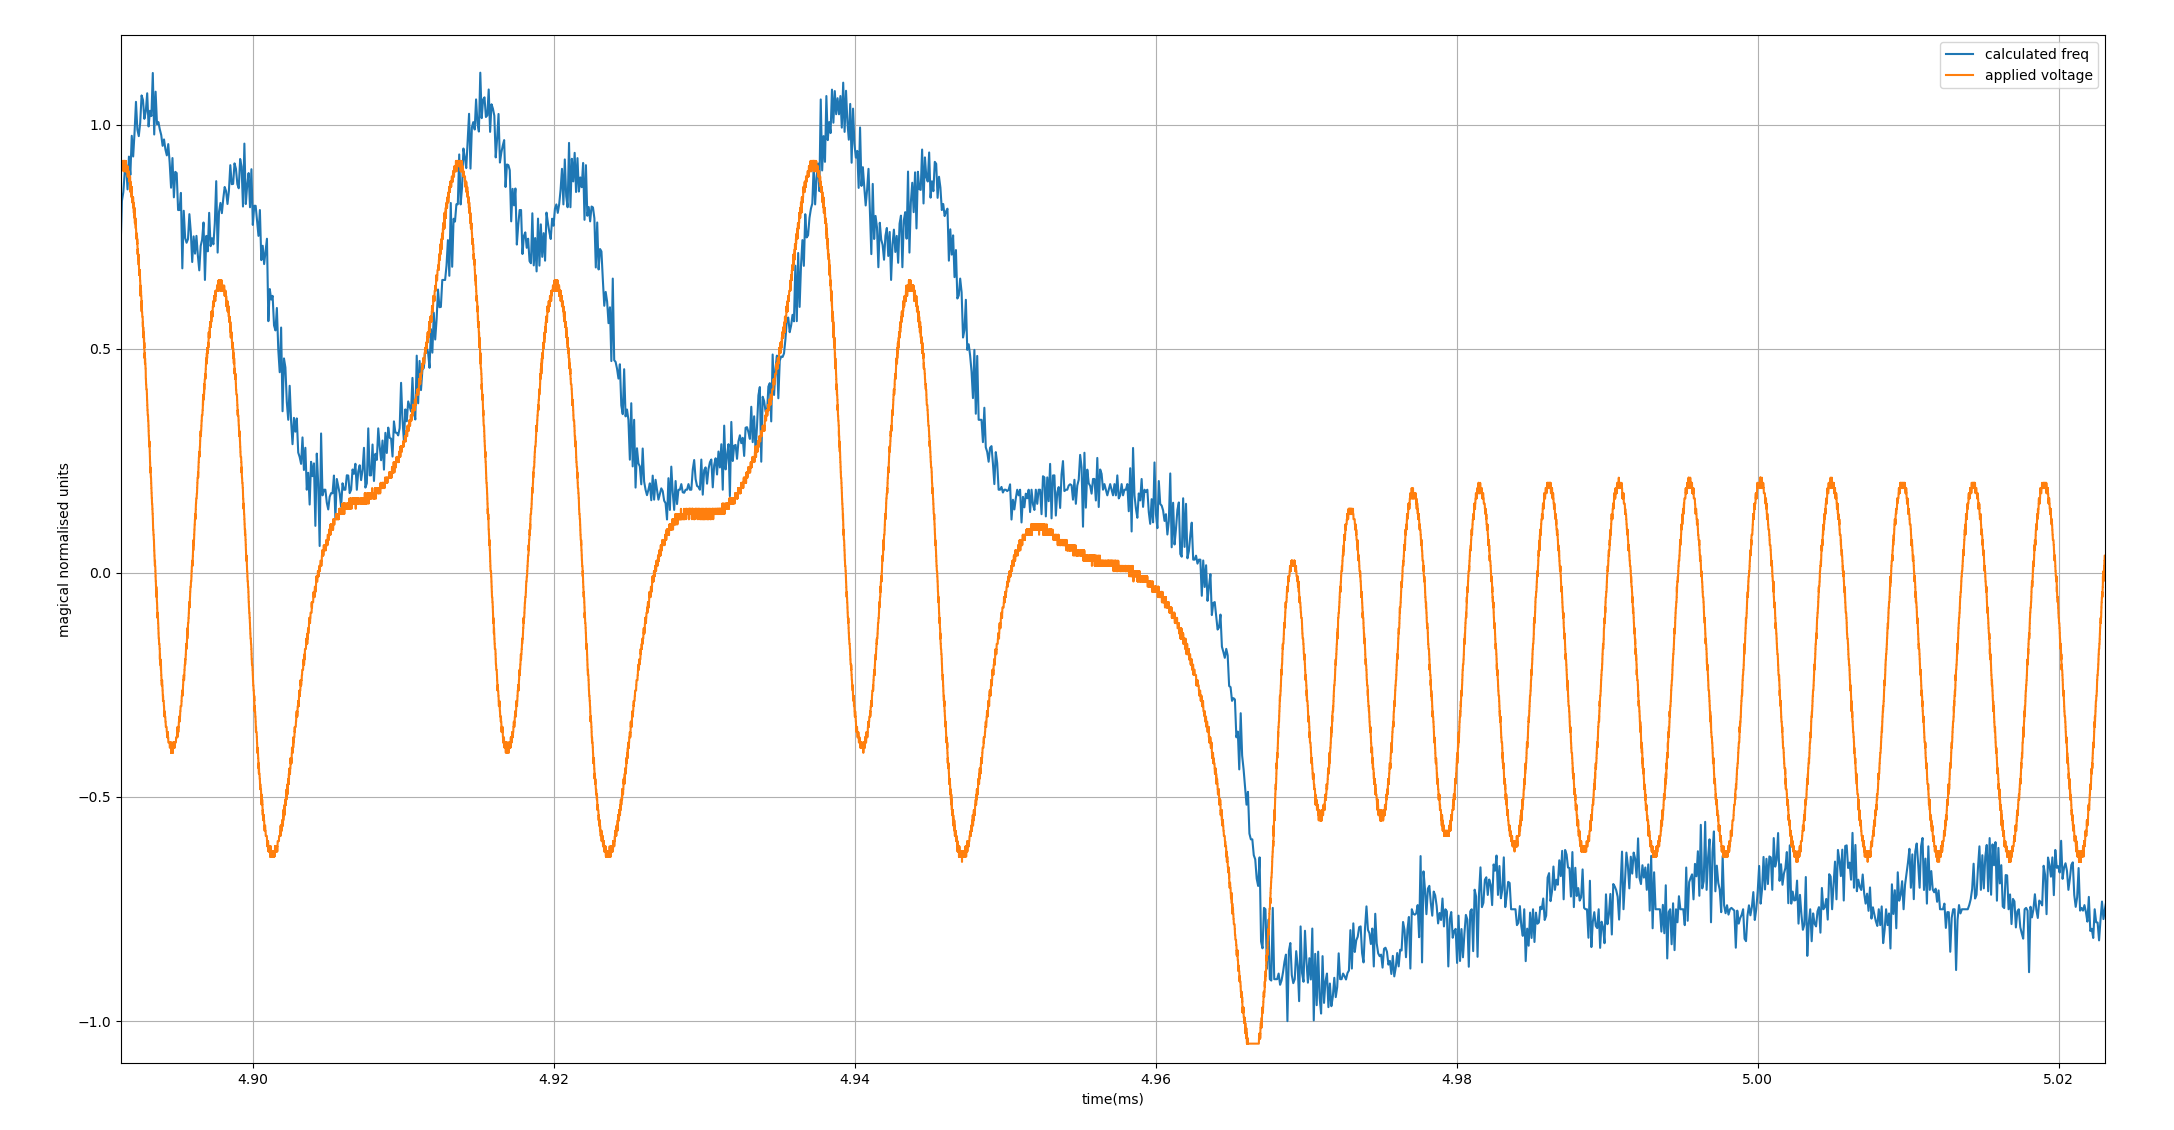 calculated freq
applied voltage
1.0
0.5
0.0
−0.5
−1.0
magical normalised units
4.90 4.92 4.94 4.96 4.98 5.00 5.02
time(ms)